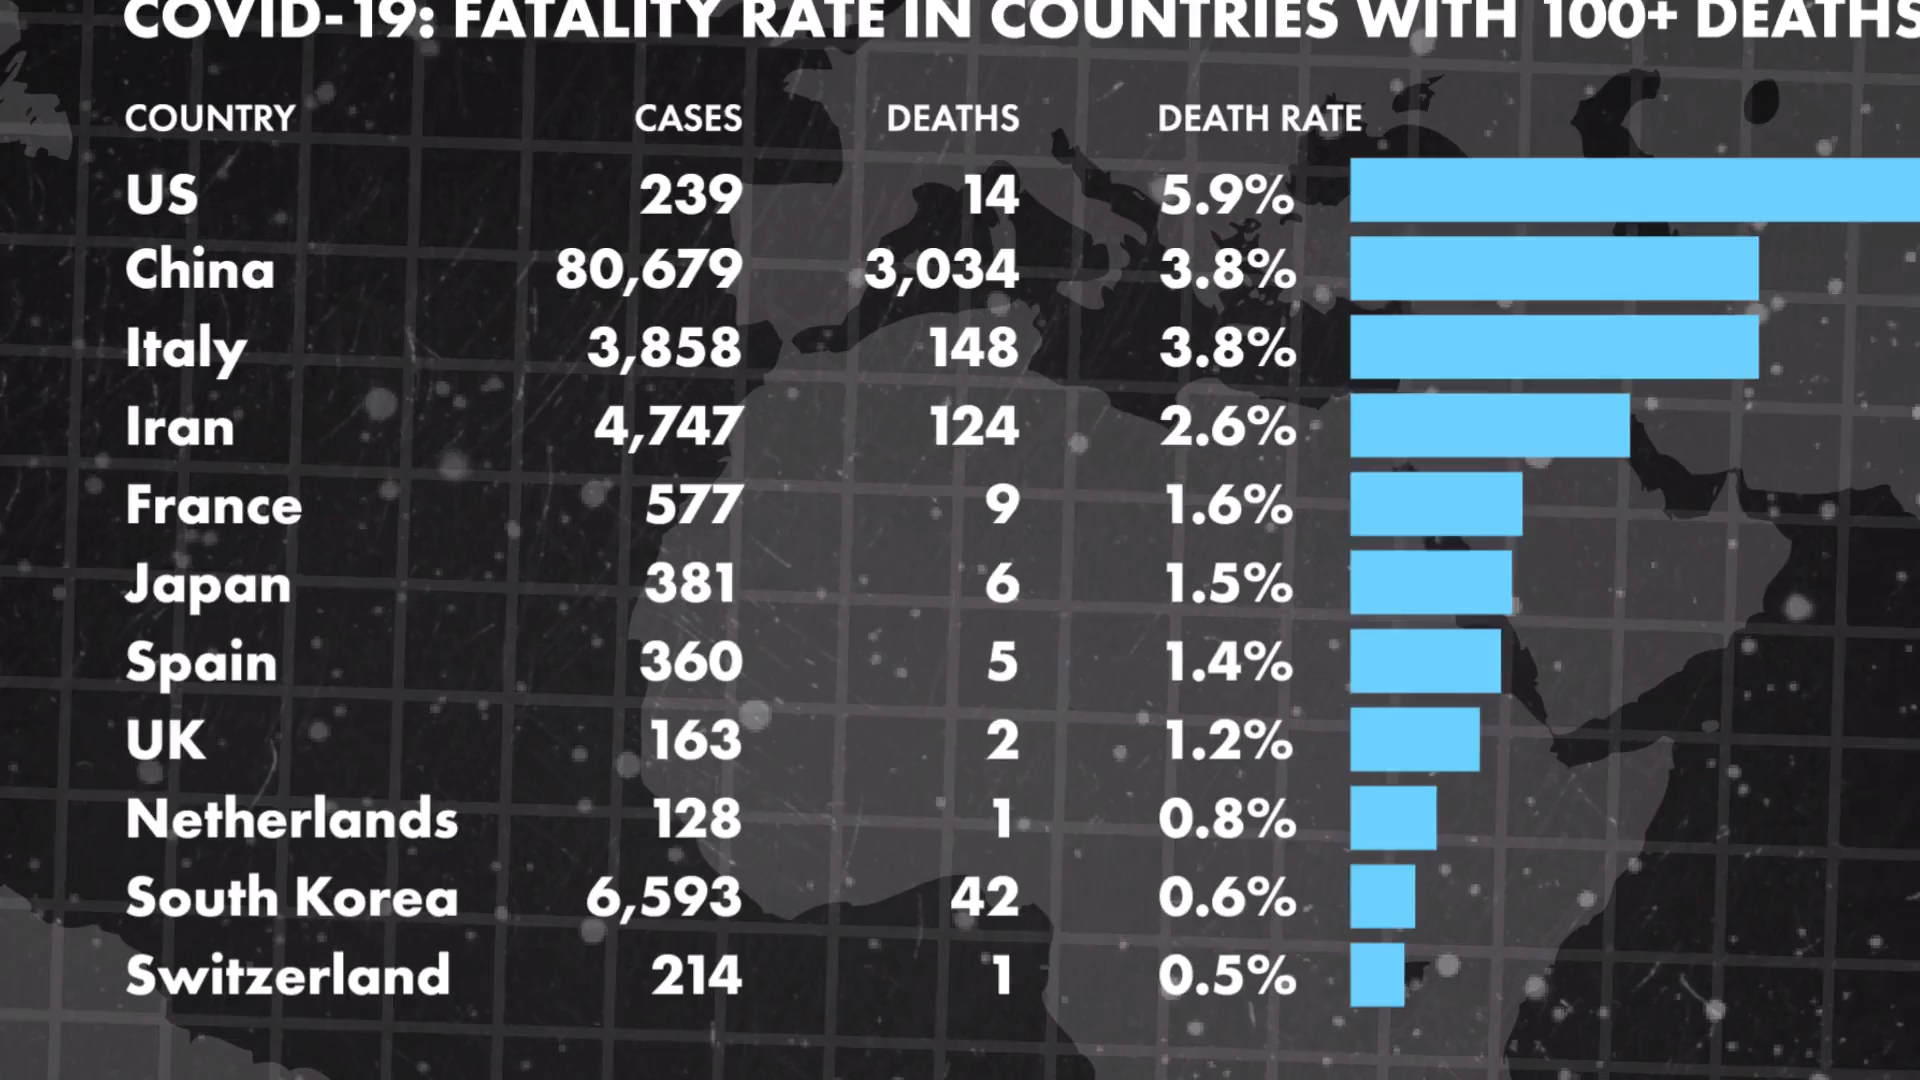 COVID-19: FATALITY RATE IN COUNTRIES WITH 100+ DEATHS
COUNTRY CASES DEATHS DEATH RATE
US 239 14 5.9%
China 80,679 3,034 3.8%
Italy 3,858 148 3.8%
Iran 4,747 124 2.6%
France 577 9 1.6%
Japan 381 6 1.5%
Spain 360 5 1.4%
UK 163 2 1.2%
Netherlands 128 1 0.8%
South Korea 6,593 42 0.6%
Switzerland 214 1 0.5%